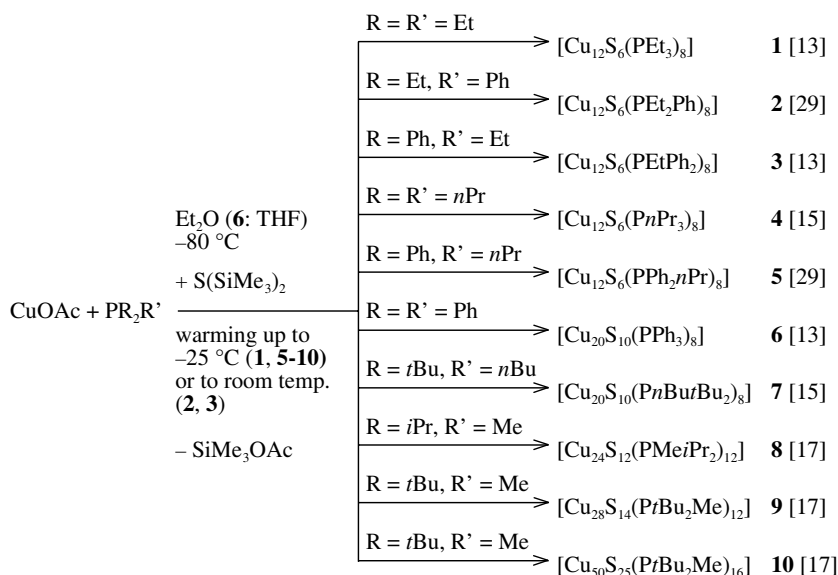 R = R’ = Et
[Cu₁₂S₆(PEt₃)₈] 1 [13]
R = Et, R’ = Ph
[Cu₁₂S₆(PEt₂Ph)₈] 2 [29]
R = Ph, R’ = Et
[Cu₁₂S₆(PEtPh₂)₈] 3 [13]
R = R’ = nPr
[Cu₁₂S₆(PnPr₃)₈] 4 [15]
R = Ph, R’ = nPr
[Cu₁₂S₆(PPh₂nPr)₈] 5 [29]
R = R’ = Ph
[Cu₂₀S₁₀(PPh₃)₈] 6 [13]
R = tBu, R’ = nBu
[Cu₂₀S₁₀(PnButBu₂)₈] 7 [15]
R = iPr, R’ = Me
[Cu₂₄S₁₂(PMeiPr₂)₁₂] 8 [17]
R = tBu, R’ = Me
[Cu₂₈S₁₄(PtBu₂Me)₁₂] 9 [17]
R = tBu, R’ = Me
[Cu₅₀S₂₅(PtBu₂Me)₁₆] 10 [17]
CuOAc + PR₂R’
Et₂O (6: THF)
–80 °C
+ S(SiMe₃)₂
warming up to
–25 °C (1, 5-10)
or to room temp.
(2, 3)
– SiMe₃OAc